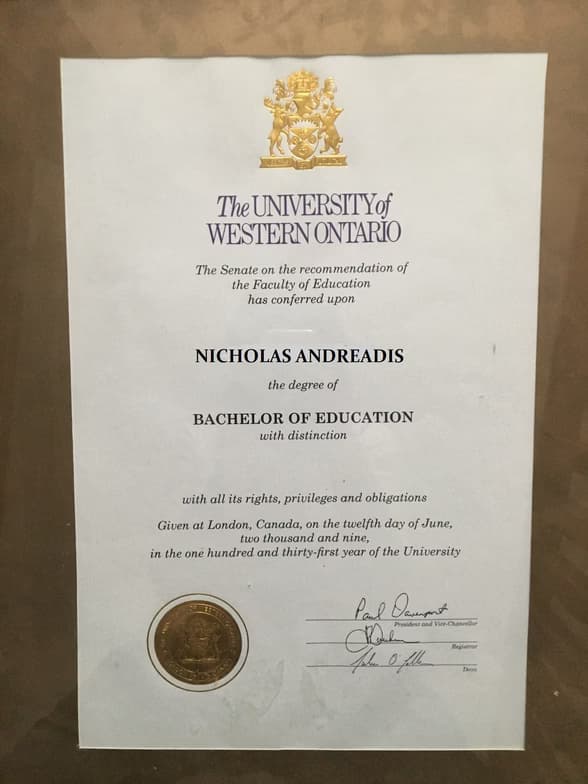 The UNIVERSITY of
WESTERN ONTARIO
The Senate on the recommendation of
the Faculty of Education
has conferred upon
NICHOLAS ANDREADIS
the degree of
BACHELOR OF EDUCATION
with distinction
with all its rights, privileges and obligations
Given at London, Canada, on the twelfth day of June,
two thousand and nine,
in the one hundred and thirty-first year of the University
Paul Davenport
President and Vice-Chancellor
Registrar
Dean